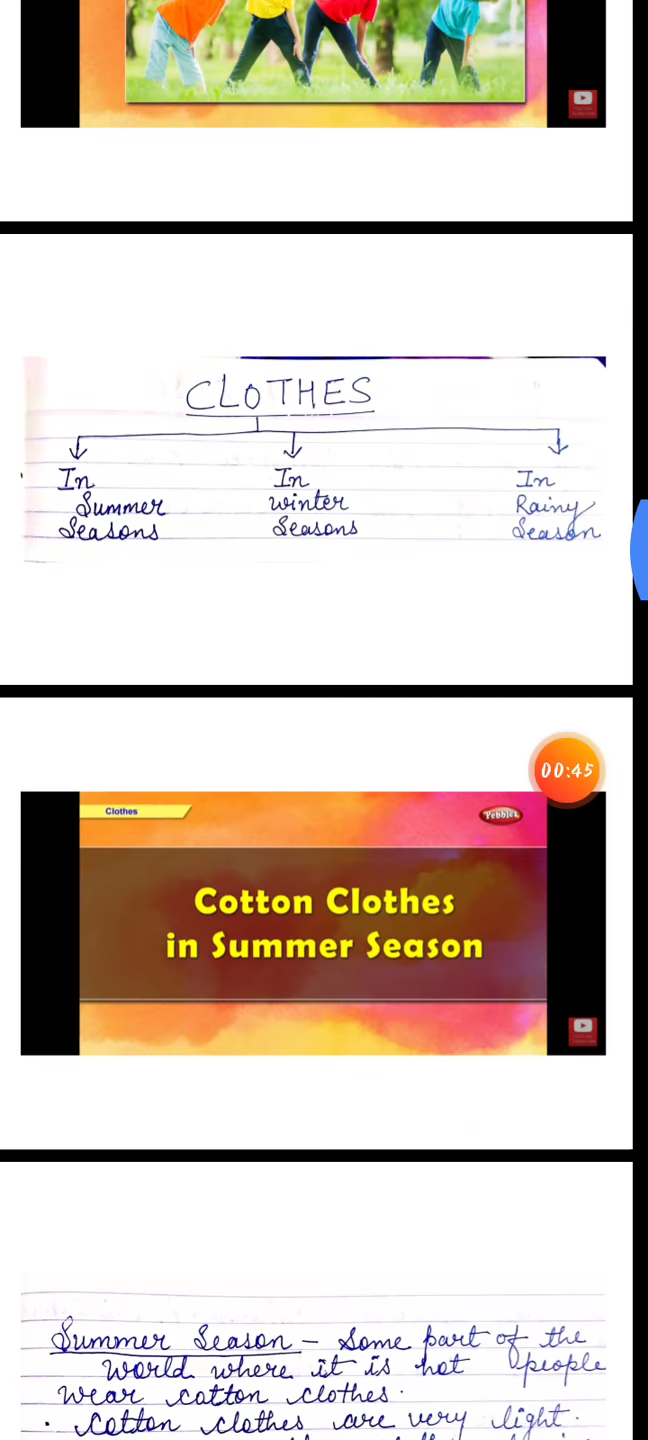 CLOTHES
In Summer Seasons
In winter Seasons
In Rainy Season
00:45
Clothes
Pebbles
Cotton Clothes
in Summer Season
Summer Season - Some part of the
world where it is hot people
wear cotton clothes.
. Cotton clothes are very light.